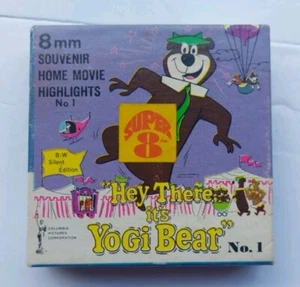 8mm
SOUVENIR
HOME MOVIE
HIGHLIGHTS
No 1
SUPER
8
B/W
Silent
Edition
"Hey There
it's
YoGi BeaR"
No. 1
COLUMBIA
PICTURES
CORPORATION